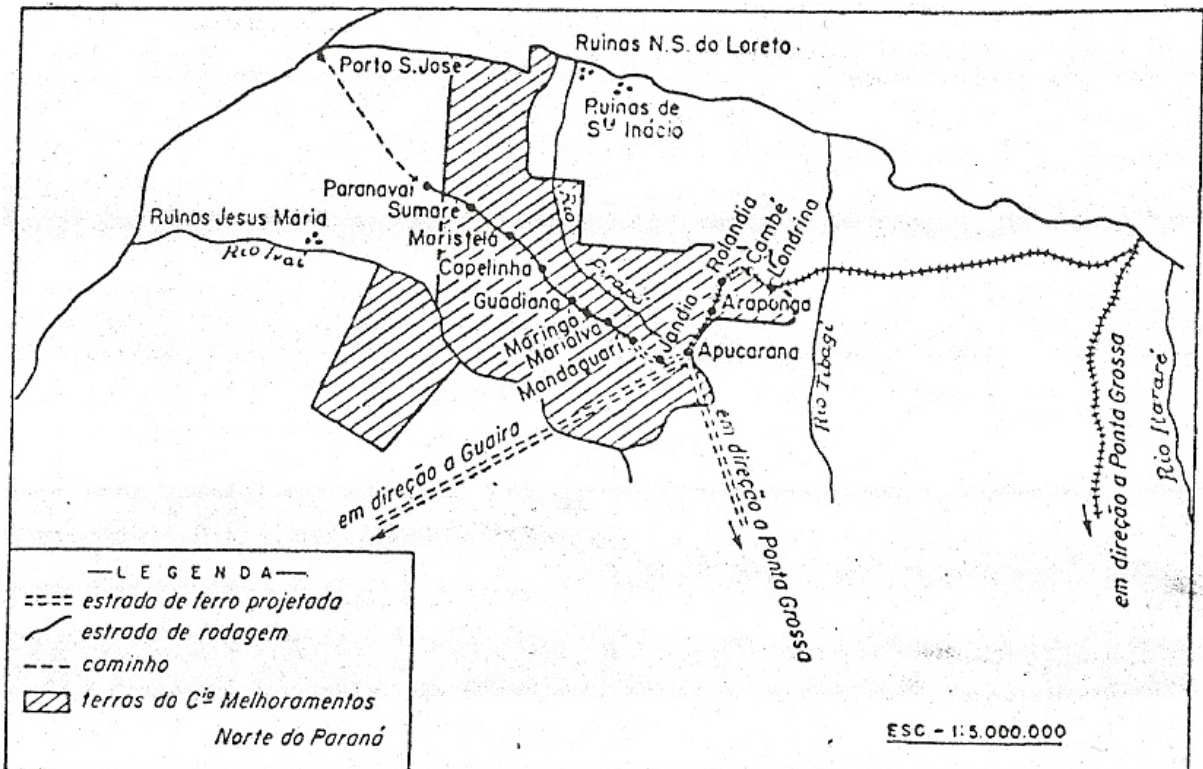 Ruinas N.S. do Loreto
Porto S. José
Ruinas de
Sto Inácio
Paranavaí
Sumaré
Ruinas Jesus Mária
Rio Ivaí
Maristela
Capelinha
Guadiana
Maringá
Marialva
Mandaguari
Jandia
Rio
Pirapó
Rolandia
Cambé
Londrina
Araponga
Apucarana
Rio Tibagi
Rio Itararé
em direção a Guaira
em direção a Ponta Grossa
em direção a Ponta Grossa
—LEGENDA—
estrada de ferro projetada
estrada de rodagem
caminho
terras da Cia Melhoramentos
Norte do Paraná
ESC - 1:5.000.000